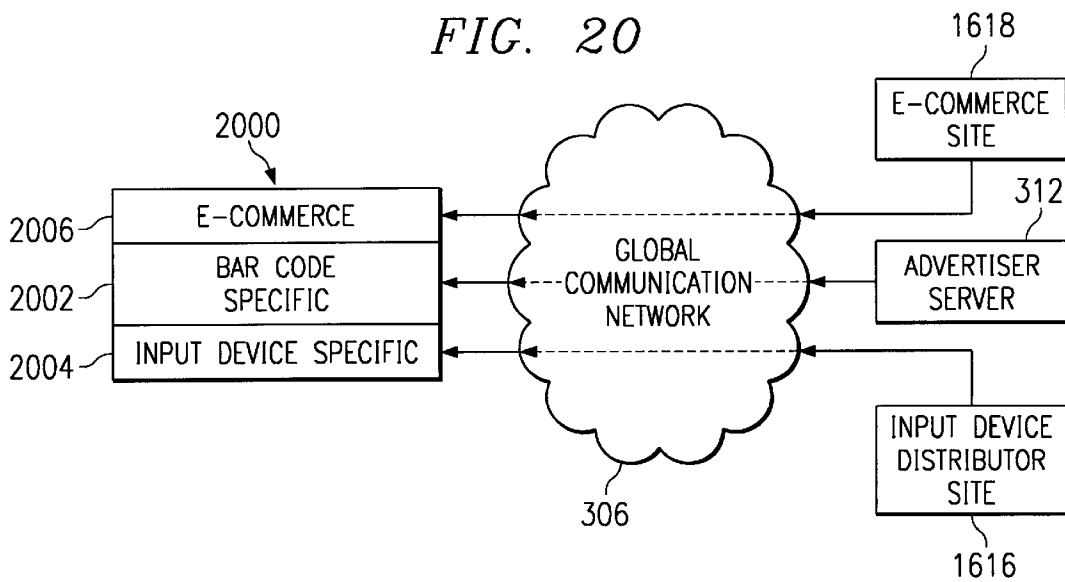 FIG. 20
1618
E-COMMERCE
SITE
2000
312
2006
E-COMMERCE
2002
BAR CODE
SPECIFIC
GLOBAL
COMMUNICATION
NETWORK
ADVERTISER
SERVER
2004
INPUT DEVICE SPECIFIC
INPUT DEVICE
DISTRIBUTOR
SITE
306
1616